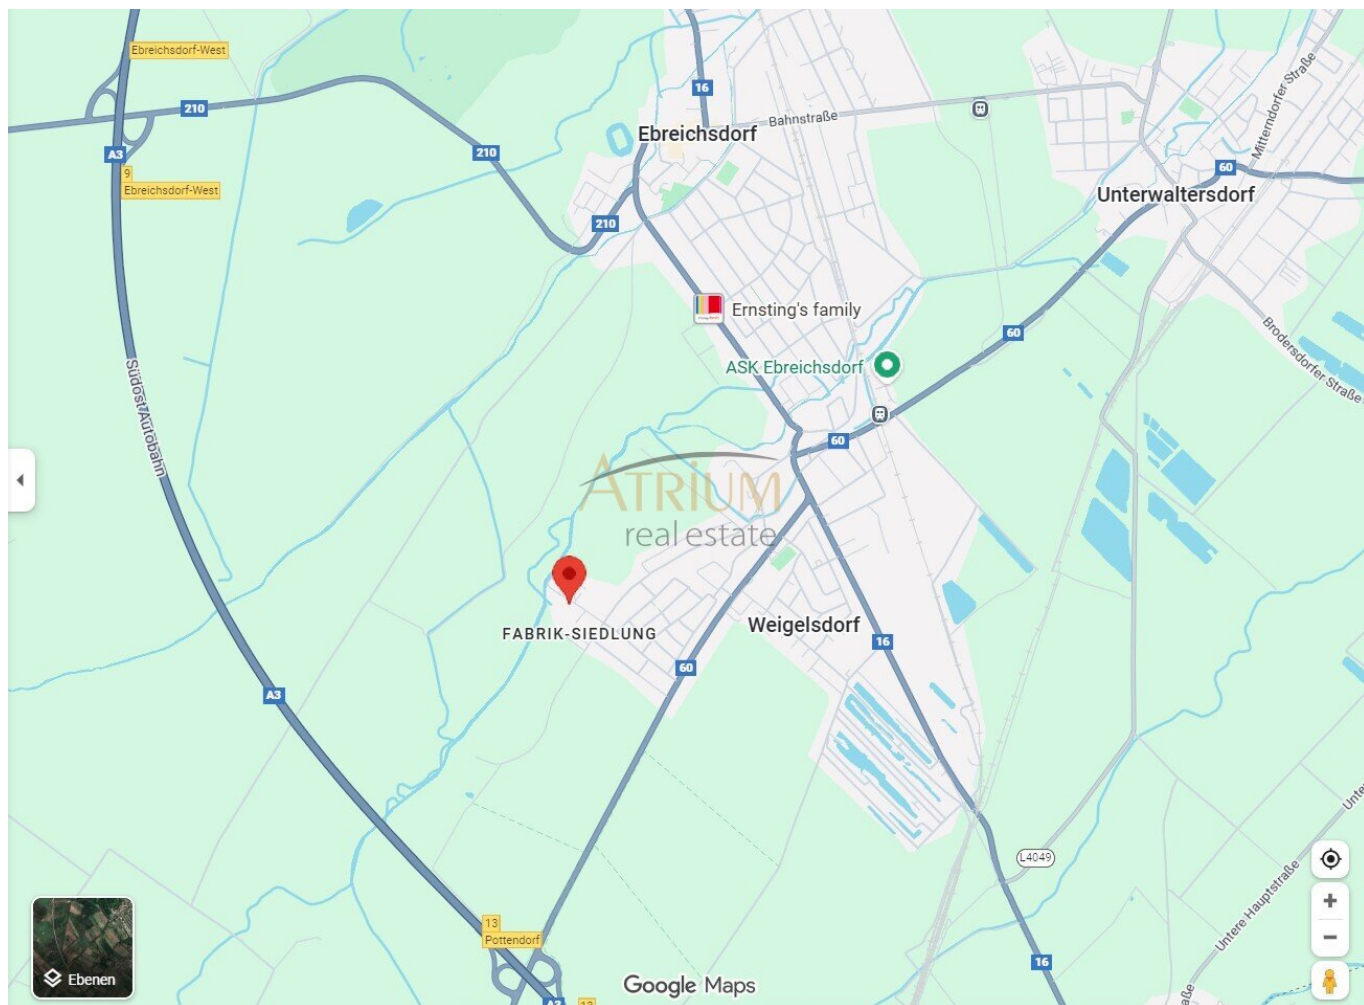 Ebreichsdorf-West
210
16
Bahnstraße
Mitterndorfer Straße
Ebreichsdorf
A3
210
9
Ebreichsdorf-West
60
Unterwaltersdorf
210
Ernsting's family
60
Brodersdorfer Straße
ASK Ebreichsdorf
Südost-Autobahn
60
ATRIUM
real estate
FABRIK-SIEDLUNG
Weigelsdorf
16
60
A3
L4049
Untere Hauptstraße
13
Pottendorf
16
Ebenen
Google Maps